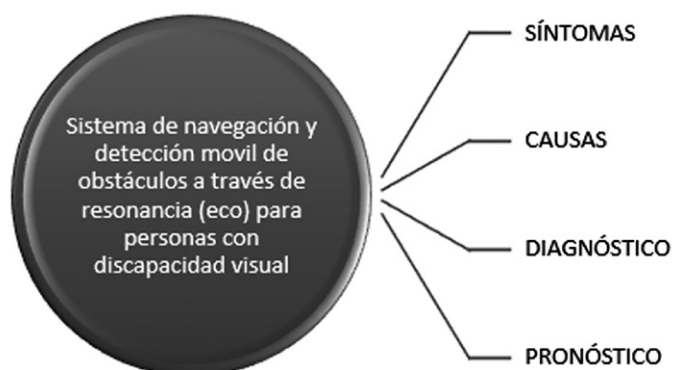 Sistema de navegación y
detección movil de
obstáculos a través de
resonancia (eco) para
personas con
discapacidad visual
SÍNTOMAS
CAUSAS
DIAGNÓSTICO
PRONÓSTICO